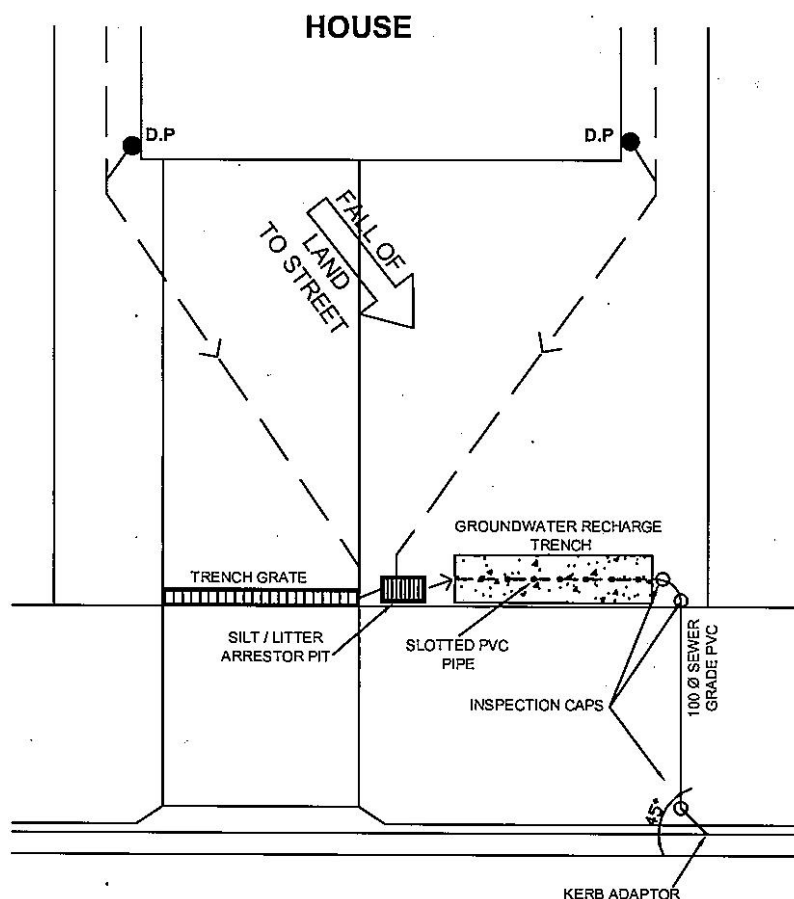 HOUSE
D.P
D.P
FALL OF
LAND
TO STREET
GROUNDWATER RECHARGE
TRENCH
TRENCH GRATE
SILT / LITTER
ARRESTOR PIT
SLOTTED PVC
PIPE
INSPECTION CAPS
100 Ø SEWER
GRADE PVC
45°
KERB ADAPTOR